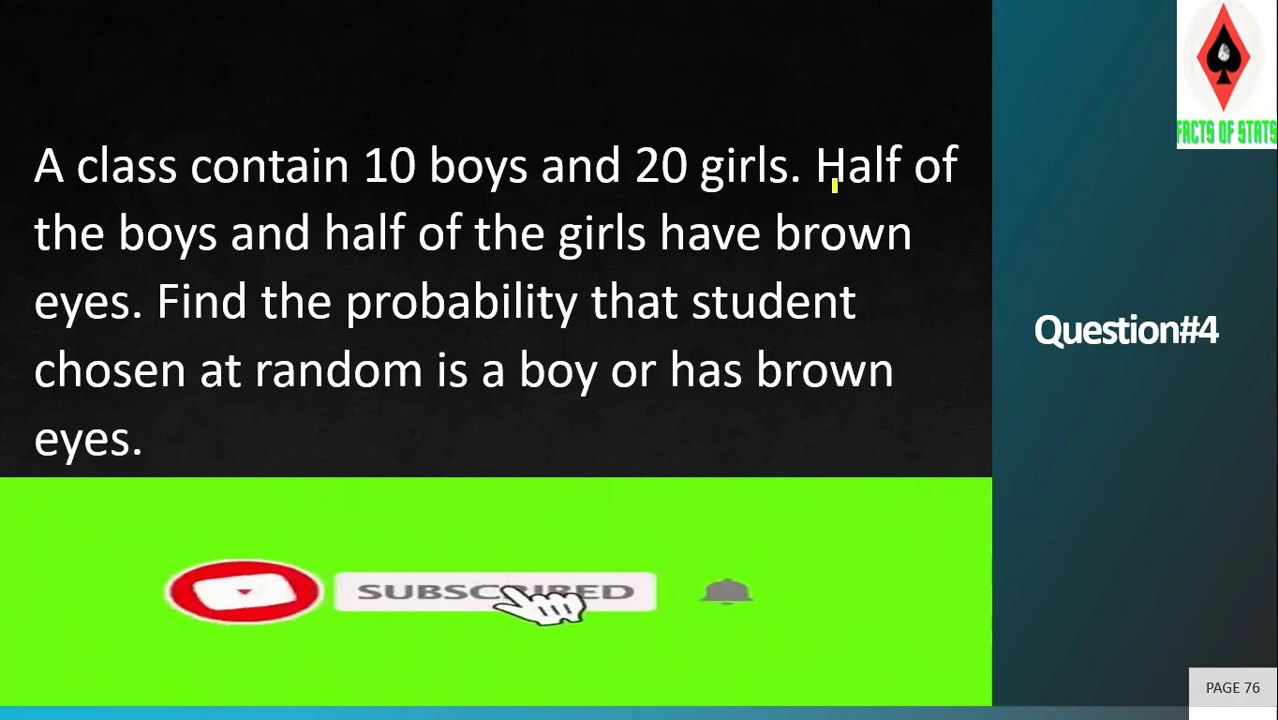 A class contain 10 boys and 20 girls. Half of
the boys and half of the girls have brown
eyes. Find the probability that student
chosen at random is a boy or has brown
eyes.
Question#4
FACTS OF STATS
SUBSCRIBED
PAGE 76